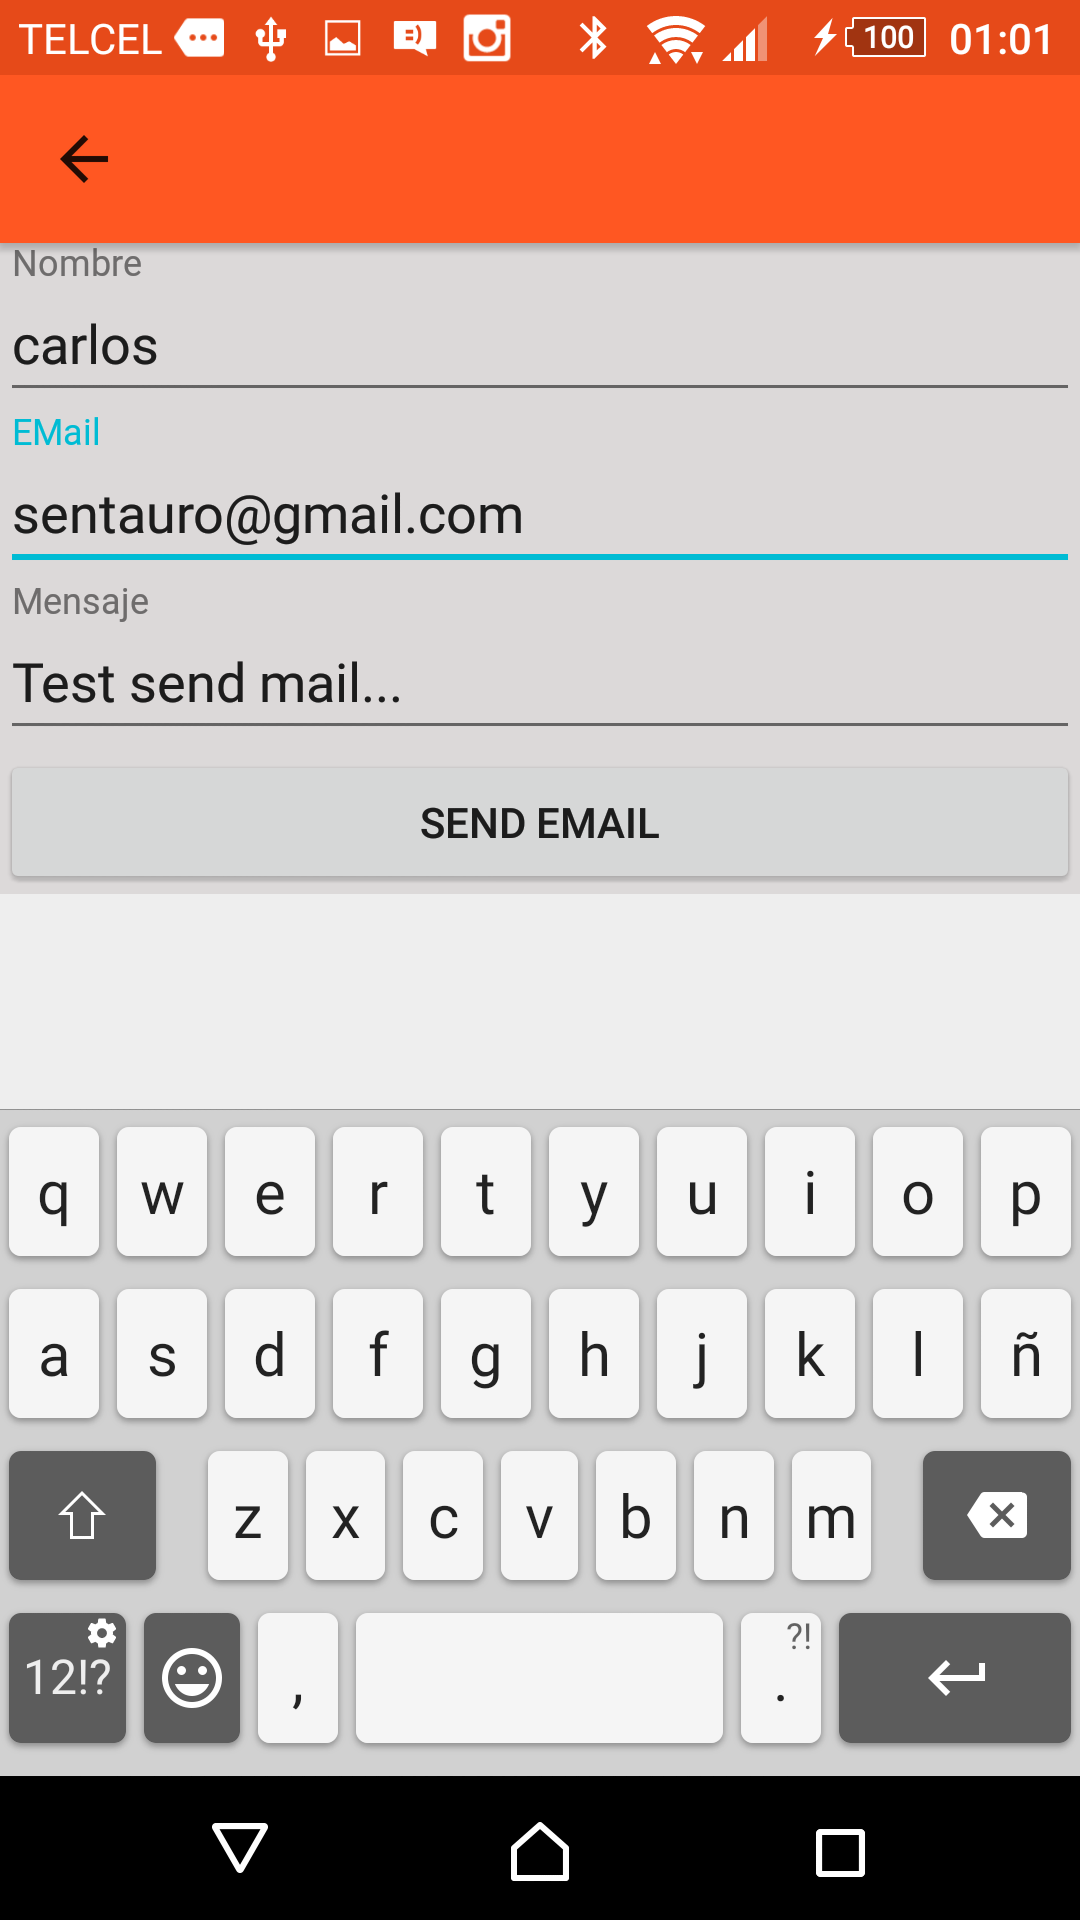 TELCEL 100 01:01
Nombre
carlos
EMail
sentauro@gmail.com
Mensaje
Test send mail...
SEND EMAIL
q w e r t y u i o p
a s d f g h j k l ñ
z x c v b n m
12!? , . ?!